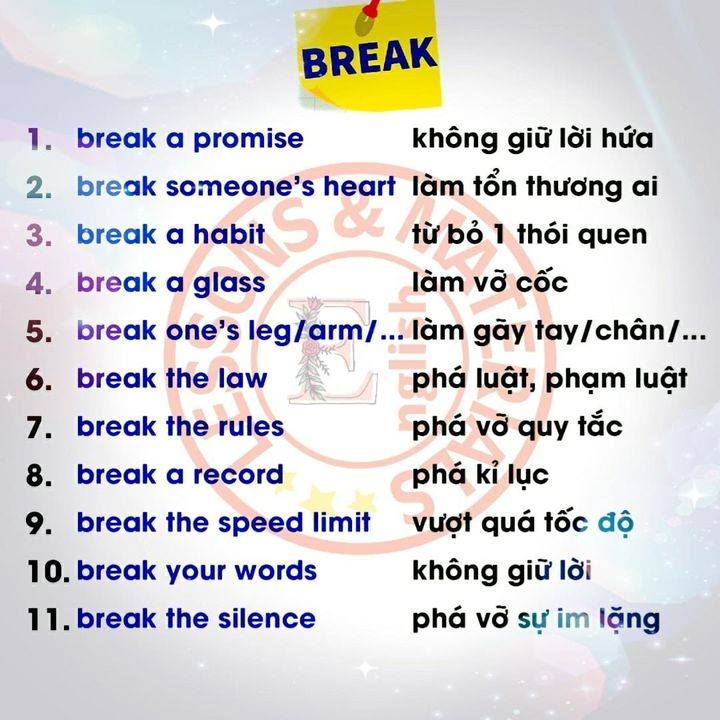 BREAK
1. break a promise không giữ lời hứa
2. break someone's heart làm tổn thương ai
3. break a habit từ bỏ 1 thói quen
4. break a glass làm vỡ cốc
5. break one's leg/arm/... làm gãy tay/chân/...
6. break the law phá luật, phạm luật
7. break the rules phá vỡ quy tắc
8. break a record phá kỉ lục
9. break the speed limit vượt quá tốc độ
10. break your words không giữ lời
11. break the silence phá vỡ sự im lặng
LESSONS & MATERIALS
English